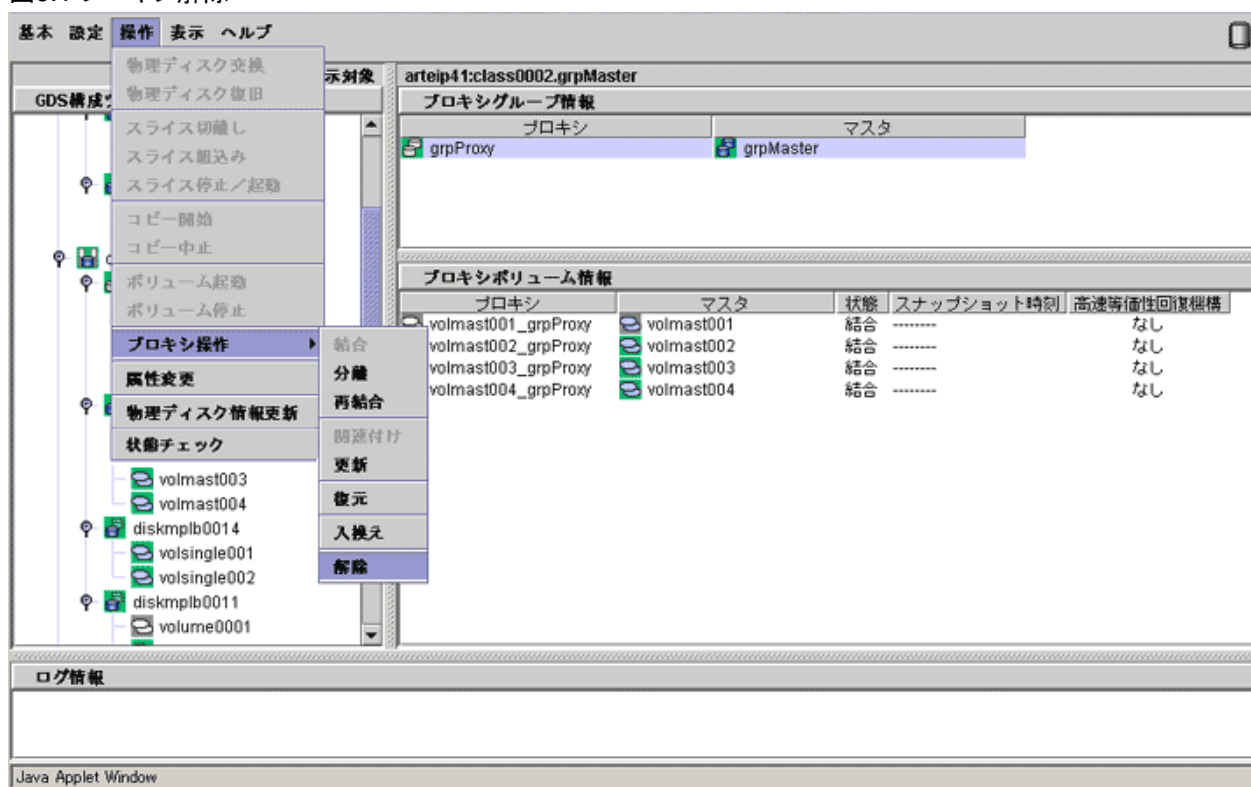 基本 設定 操作 表示 ヘルプ
物理ディスク交換
物理ディスク復旧
スライス切離し
スライス組込み
スライス停止／起動
コピー開始
コピー中止
ボリューム起動
ボリューム停止
プロキシ操作
属性変更
物理ディスク情報更新
状態チェック
結合
分離
再結合
関連付け
更新
復元
入換え
解除
示対象
GDS構成
volmast003
volmast004
diskmplb0014
volsingle001
volsingle002
diskmplb0011
volume0001
arteip41:class0002.grpMaster
プロキシグループ情報
プロキシ マスタ
grpProxy grpMaster
プロキシボリューム情報
プロキシ マスタ 状態 スナップショット時刻 高速等価性回復機構
volmast001_grpProxy volmast001 結合 -------- なし
volmast002_grpProxy volmast002 結合 -------- なし
volmast003_grpProxy volmast003 結合 -------- なし
volmast004_grpProxy volmast004 結合 -------- なし
ログ情報
Java Applet Window